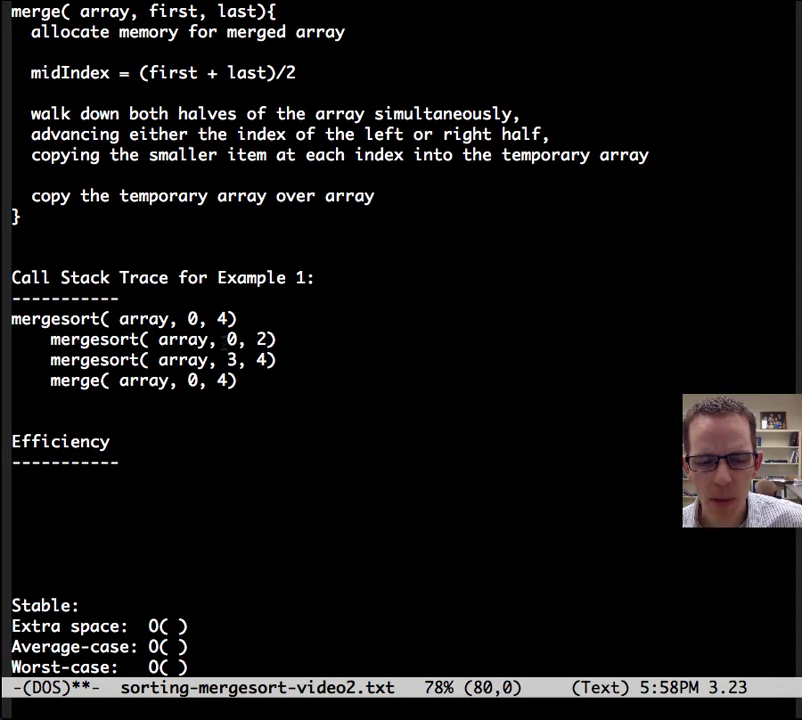 merge( array, first, last){
allocate memory for merged array
midIndex = (first + last)/2
walk down both halves of the array simultaneously,
advancing either the index of the left or right half,
copying the smaller item at each index into the temporary array
copy the temporary array over array
}
Call Stack Trace for Example 1:
-----------
mergesort( array, 0, 4)
mergesort( array, 0, 2)
mergesort( array, 3, 4)
merge( array, 0, 4)
Efficiency
-----------
Stable:
Extra space:  O( )
Average-case: O( )
Worst-case:   O( )
-(DOS)**-  sorting-mergesort-video2.txt   78% (80,0)     (Text) 5:58PM 3.23